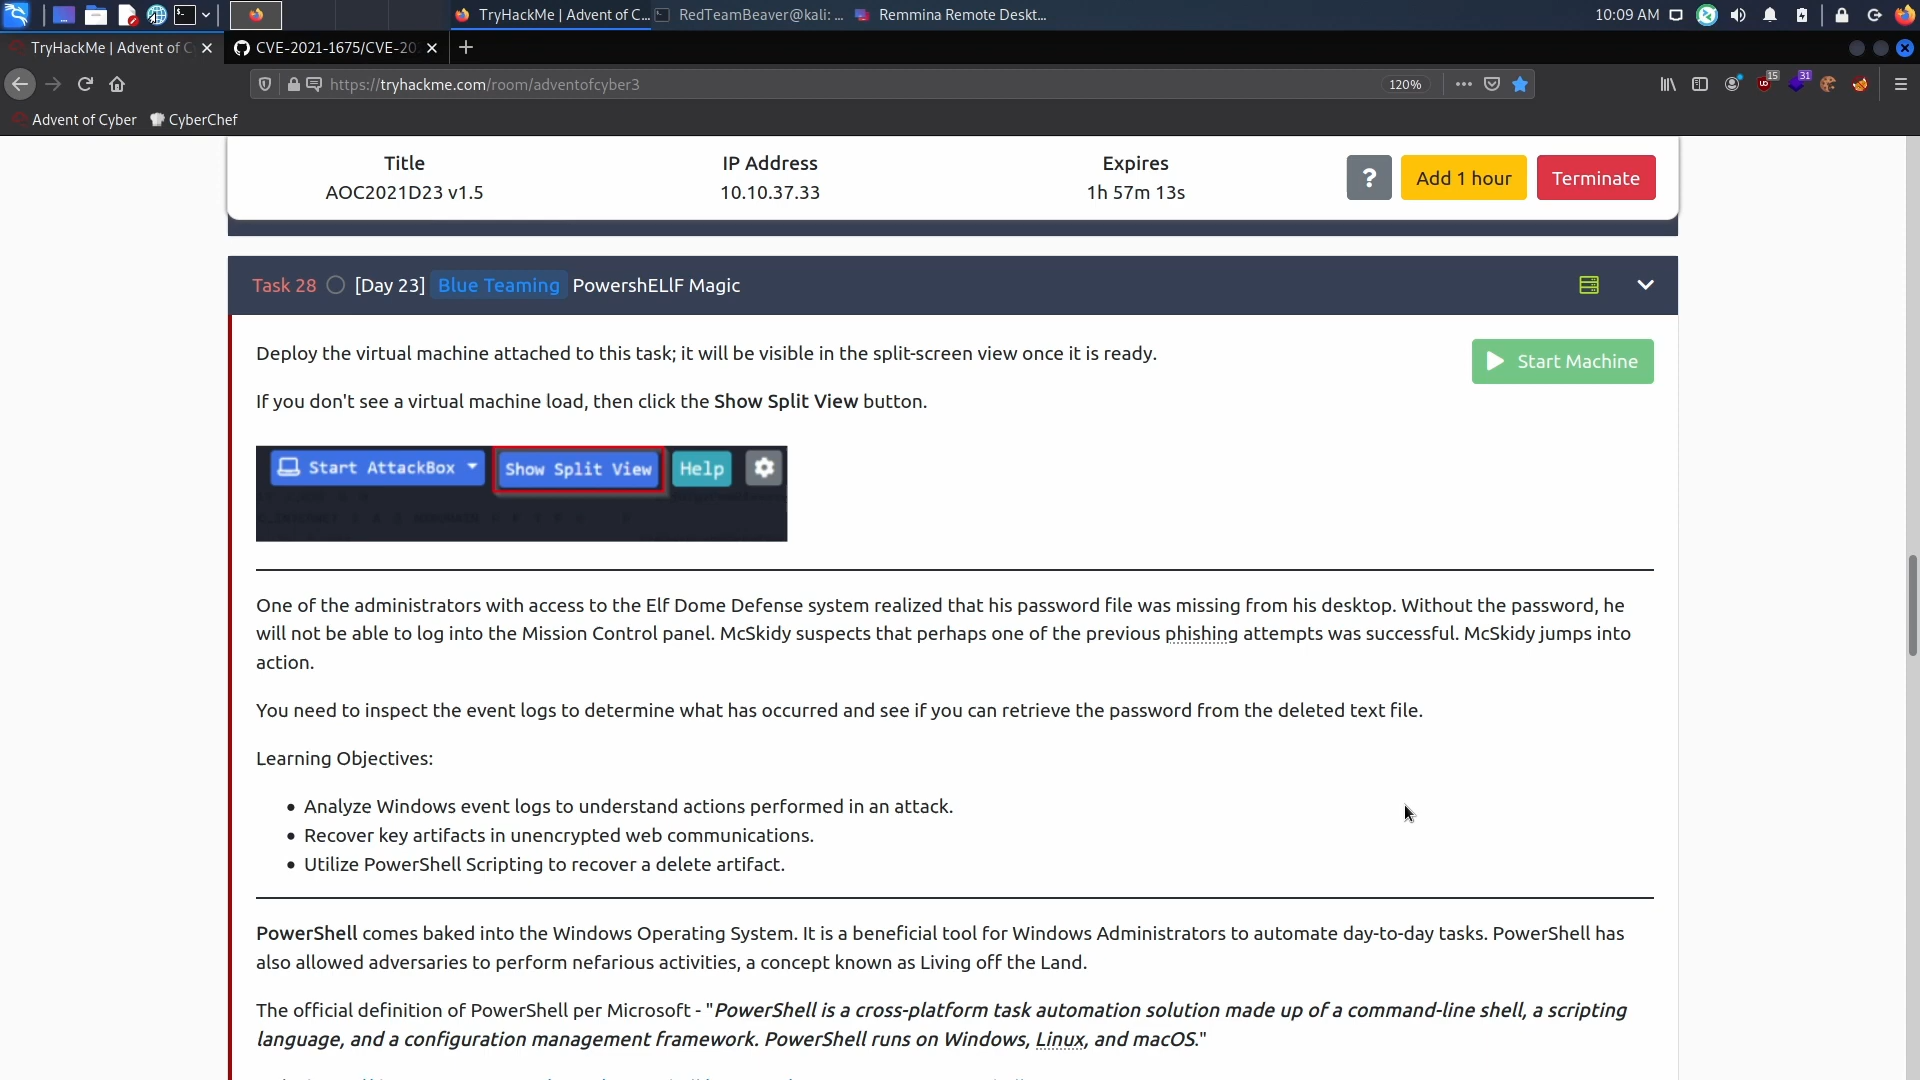 TryHackMe | Advent of C...
RedTeamBeaver@kali: ...
Remmina Remote Deskt...
10:09 AM
TryHackMe | Advent of C
CVE-2021-1675/CVE-20
https://tryhackme.com/room/adventofcyber3
120%
15
31
Advent of Cyber
CyberChef
Title
IP Address
Expires
AOC2021D23 v1.5
10.10.37.33
1h 57m 13s
?
Add 1 hour
Terminate
Task 28 [Day 23] Blue Teaming PowershELlF Magic
Deploy the virtual machine attached to this task; it will be visible in the split-screen view once it is ready.
Start Machine
If you don't see a virtual machine load, then click the Show Split View button.
Start AttackBox
Show Split View
Help
One of the administrators with access to the Elf Dome Defense system realized that his password file was missing from his desktop. Without the password, he
will not be able to log into the Mission Control panel. McSkidy suspects that perhaps one of the previous phishing attempts was successful. McSkidy jumps into
action.
You need to inspect the event logs to determine what has occurred and see if you can retrieve the password from the deleted text file.
Learning Objectives:
• Analyze Windows event logs to understand actions performed in an attack.
• Recover key artifacts in unencrypted web communications.
• Utilize PowerShell Scripting to recover a delete artifact.
PowerShell comes baked into the Windows Operating System. It is a beneficial tool for Windows Administrators to automate day-to-day tasks. PowerShell has
also allowed adversaries to perform nefarious activities, a concept known as Living off the Land.
The official definition of PowerShell per Microsoft - "PowerShell is a cross-platform task automation solution made up of a command-line shell, a scripting
language, and a configuration management framework. PowerShell runs on Windows, Linux, and macOS."